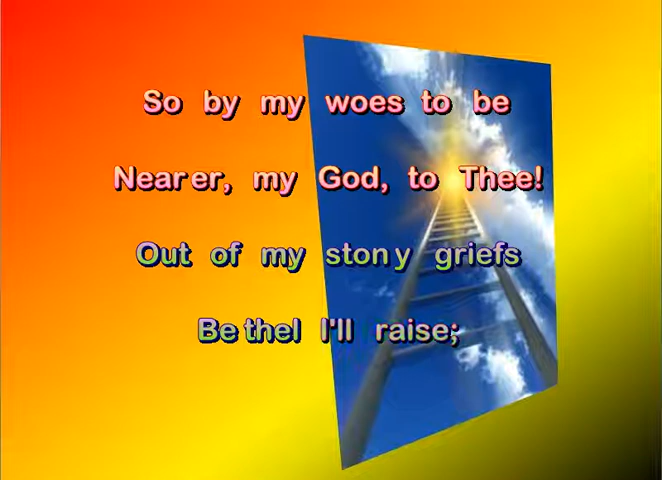 So by my woes to be
Nearer, my God, to Thee!
Out of my stony griefs
Bethel I'll raise;